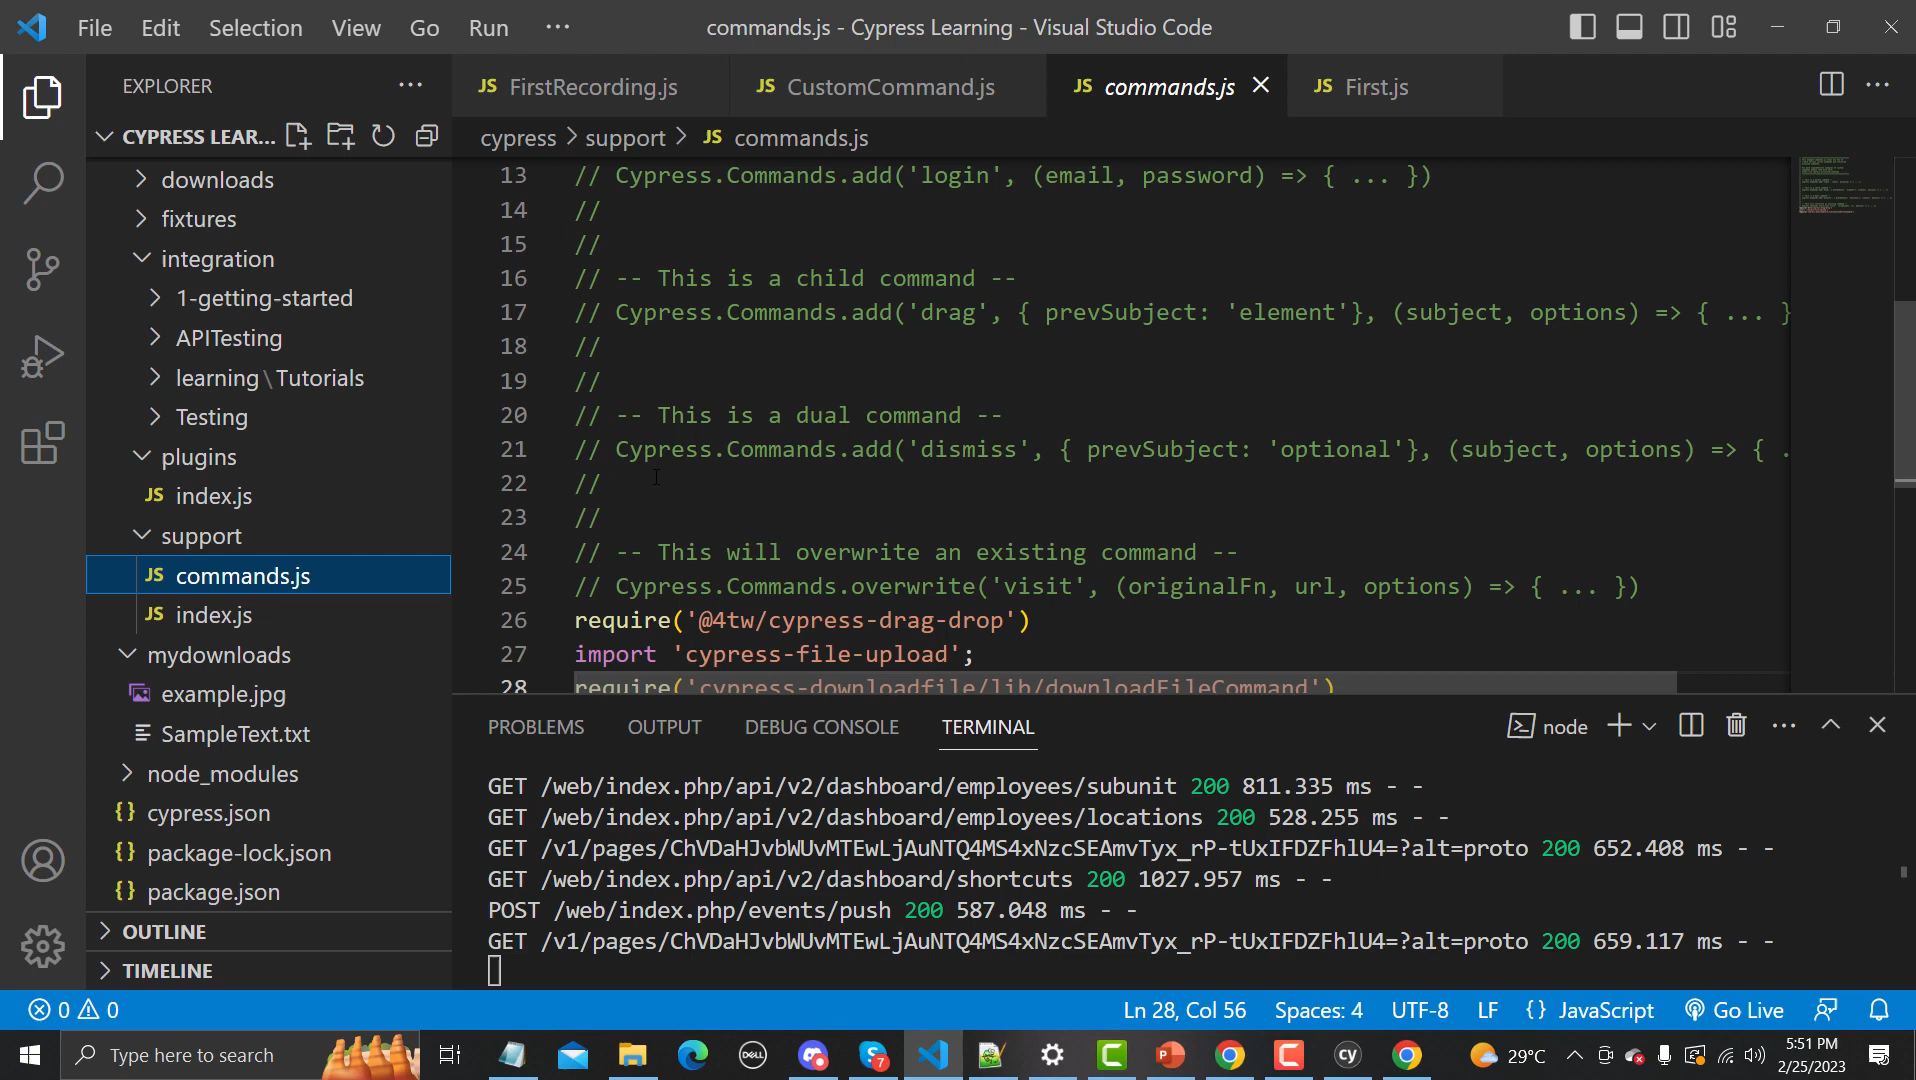 File Edit Selection View Go Run ···
commands.js - Cypress Learning - Visual Studio Code
EXPLORER
JS FirstRecording.js
JS CustomCommand.js
JS commands.js
JS First.js
CYPRESS LEAR...
cypress > support > JS commands.js
downloads
fixtures
integration
1-getting-started
APITesting
learning\Tutorials
Testing
plugins
JS index.js
support
JS commands.js
JS index.js
mydownloads
example.jpg
SampleText.txt
node_modules
{} cypress.json
{} package-lock.json
{} package.json
OUTLINE
TIMELINE
13 // Cypress.Commands.add('login', (email, password) => { ... })
14 //
15 //
16 // -- This is a child command --
17 // Cypress.Commands.add('drag', { prevSubject: 'element'}, (subject, options) => { ... }
18 //
19 //
20 // -- This is a dual command --
21 // Cypress.Commands.add('dismiss', { prevSubject: 'optional'}, (subject, options) => { .
22 //
23 //
24 // -- This will overwrite an existing command --
25 // Cypress.Commands.overwrite('visit', (originalFn, url, options) => { ... })
26 require('@4tw/cypress-drag-drop')
27 import 'cypress-file-upload';
28 require('cypress-downloadfile/lib/downloadFileCommand')
PROBLEMS OUTPUT DEBUG CONSOLE TERMINAL
node
GET /web/index.php/api/v2/dashboard/employees/subunit 200 811.335 ms - -
GET /web/index.php/api/v2/dashboard/employees/locations 200 528.255 ms - -
GET /v1/pages/ChVDaHJvbWUvMTEwLjAuNTQ4MS4xNzcSEAmvTyx_rP-tUxIFDZFhlU4=?alt=proto 200 652.408 ms - -
GET /web/index.php/api/v2/dashboard/shortcuts 200 1027.957 ms - -
POST /web/index.php/events/push 200 587.048 ms - -
GET /v1/pages/ChVDaHJvbWUvMTEwLjAuNTQ4MS4xNzcSEAmvTyx_rP-tUxIFDZFhlU4=?alt=proto 200 659.117 ms - -
0 0
Ln 28, Col 56 Spaces: 4 UTF-8 LF {} JavaScript Go Live
Type here to search
DELL
7
cy
29°C
5:51 PM
2/25/2023